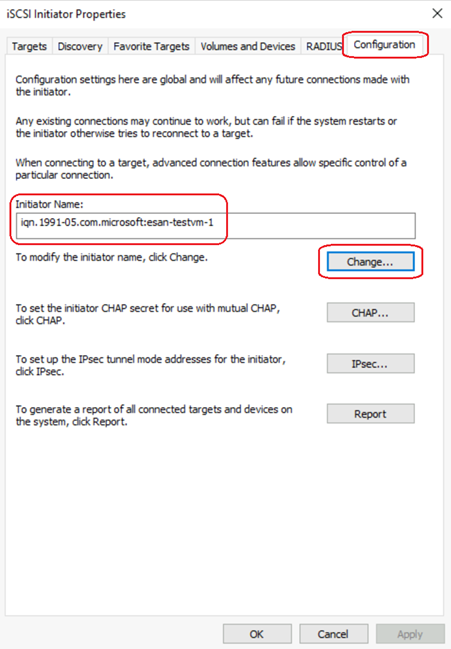 iSCSI Initiator Properties
Targets Discovery Favorite Targets Volumes and Devices RADIUS Configuration
Configuration settings here are global and will affect any future connections made with
the initiator.
Any existing connections may continue to work, but can fail if the system restarts or
the initiator otherwise tries to reconnect to a target.
When connecting to a target, advanced connection features allow specific control of a
particular connection.
Initiator Name:
iqn.1991-05.com.microsoft:esan-testvm-1
To modify the initiator name, click Change.
Change...
To set the initiator CHAP secret for use with mutual CHAP,
click CHAP.
CHAP...
To set up the IPsec tunnel mode addresses for the initiator,
click IPsec.
IPsec...
To generate a report of all connected targets and devices on
the system, click Report.
Report
OK Cancel Apply